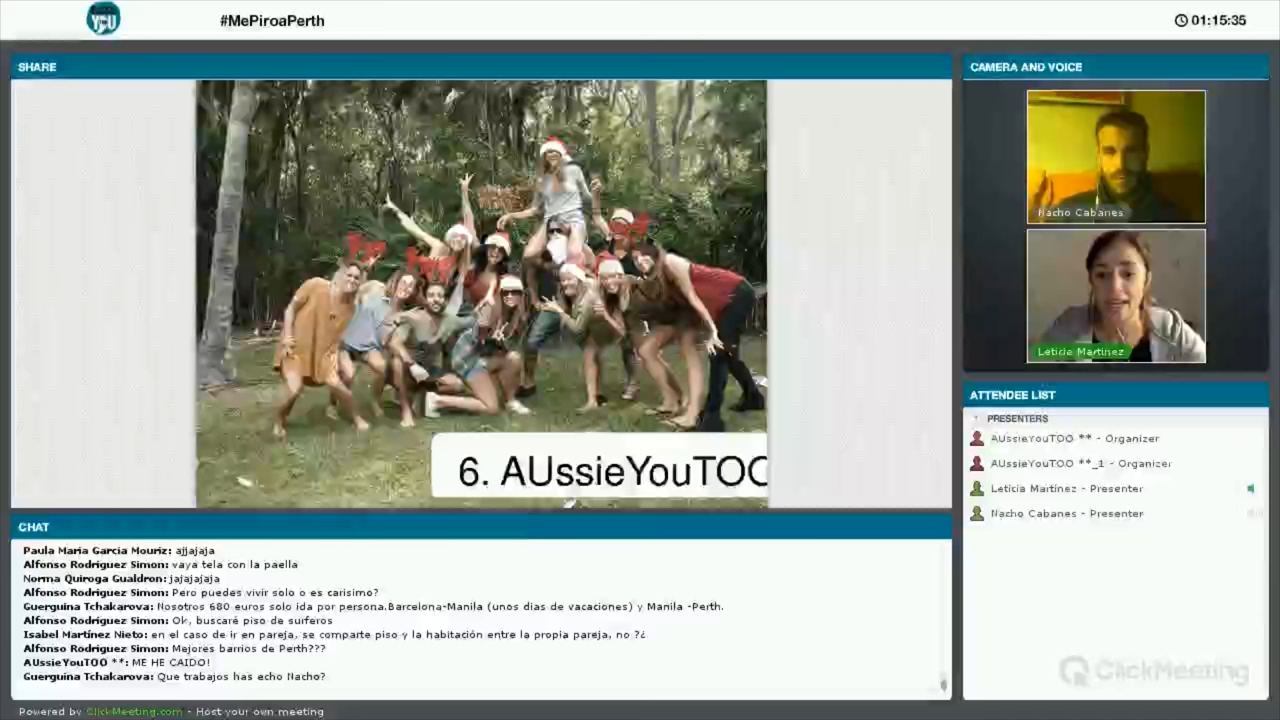 YOU
#MePiroaPerth
01:15:35
SHARE
6. AUssieYouTOO
CAMERA AND VOICE
Nacho Cabanes
Leticia Martinez
ATTENDEE LIST
PRESENTERS
AUssieYouTOO ** - Organizer
AUssieYouTOO **_1 - Organizer
Leticia Martinez - Presenter
Nacho Cabanes - Presenter
CHAT
Paula Maria Garcia Mouriz: ajjajaja
Alfonso Rodriguez Simon: vaya tela con la paella
Norma Quiroga Gualdron: jajajajaja
Alfonso Rodriguez Simon: Pero puedes vivir solo o es carisimo?
Guerguina Tchakarova: Nosotros 680 euros solo ida por persona.Barcelona-Manila (unos dias de vacaciones) y Manila -Perth.
Alfonso Rodriguez Simon: Ok, buscaré piso de surferos
Isabel Martínez Nieto: en el caso de ir en pareja, se comparte piso y la habitación entre la propia pareja, no ?¿
Alfonso Rodriguez Simon: Mejores barrios de Perth???
AUssieYouTOO **: ME HE CAIDO!
Guerguina Tchakarova: Que trabajos has echo Nacho?
ClickMeeting
Powered by ClickMeeting.com - Host your own meeting